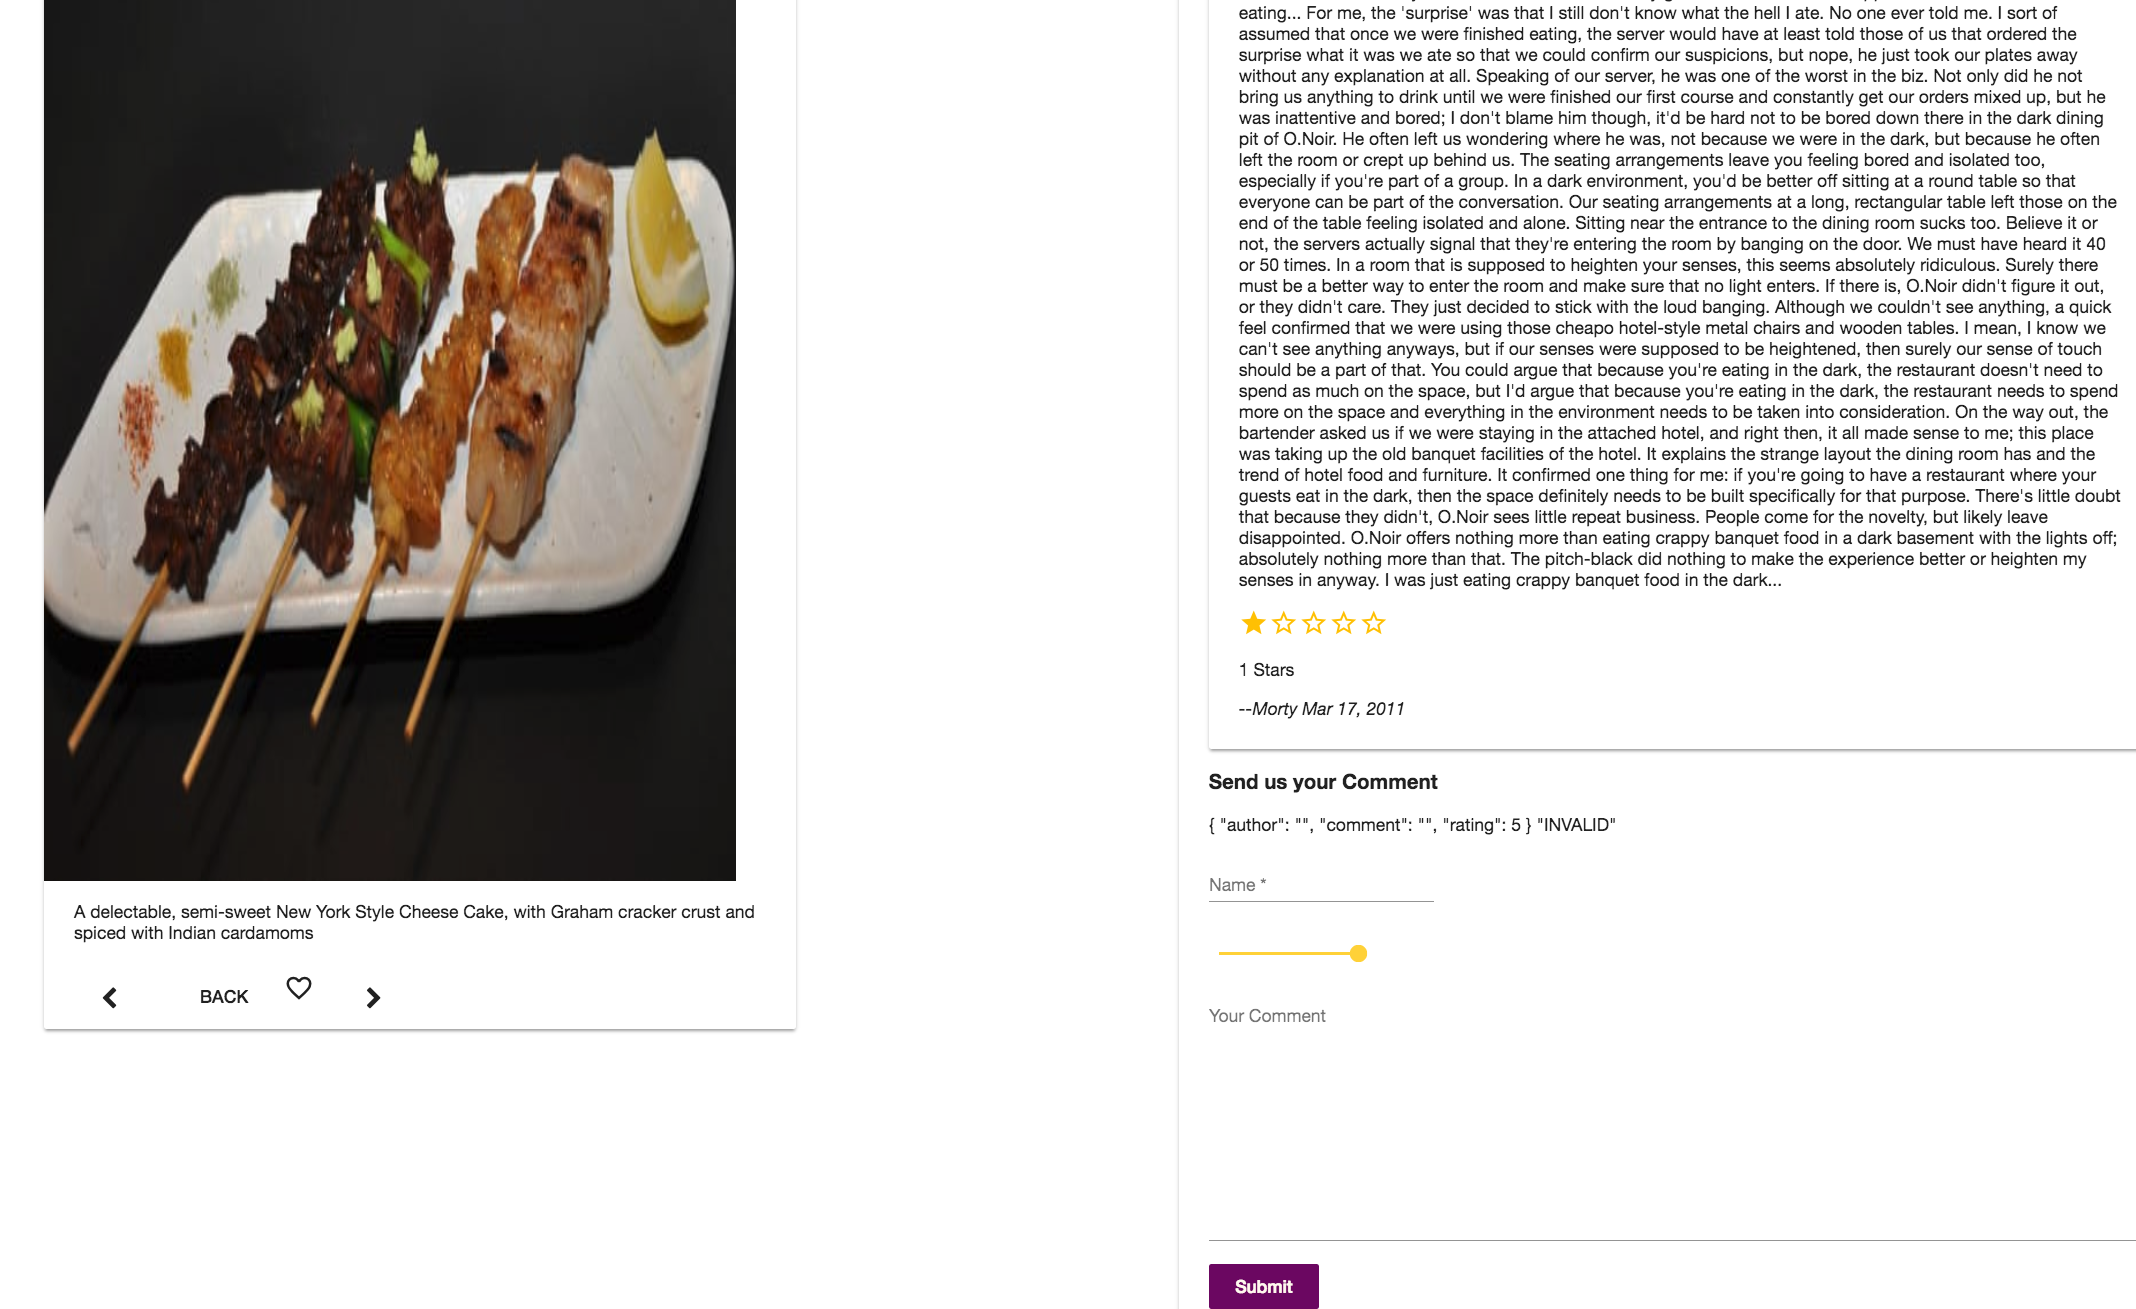 eating... For me, the 'surprise' was that I still don't know what the hell I ate. No one ever told me. I sort of
assumed that once we were finished eating, the server would have at least told those of us that ordered the
surprise what it was we ate so that we could confirm our suspicions, but nope, he just took our plates away
without any explanation at all. Speaking of our server, he was one of the worst in the biz. Not only did he not
bring us anything to drink until we were finished our first course and constantly get our orders mixed up, but he
was inattentive and bored; I don't blame him though, it'd be hard not to be bored down there in the dark dining
pit of O.Noir. He often left us wondering where he was, not because we were in the dark, but because he often
left the room or crept up behind us. The seating arrangements leave you feeling bored and isolated too,
especially if you're part of a group. In a dark environment, you'd be better off sitting at a round table so that
everyone can be part of the conversation. Our seating arrangements at a long, rectangular table left those on the
end of the table feeling isolated and alone. Sitting near the entrance to the dining room sucks too. Believe it or
not, the servers actually signal that they're entering the room by banging on the door. We must have heard it 40
or 50 times. In a room that is supposed to heighten your senses, this seems absolutely ridiculous. Surely there
must be a better way to enter the room and make sure that no light enters. If there is, O.Noir didn't figure it out,
or they didn't care. They just decided to stick with the loud banging. Although we couldn't see anything, a quick
feel confirmed that we were using those cheapo hotel-style metal chairs and wooden tables. I mean, I know we
can't see anything anyways, but if our senses were supposed to be heightened, then surely our sense of touch
should be a part of that. You could argue that because you're eating in the dark, the restaurant doesn't need to
spend as much on the space, but I'd argue that because you're eating in the dark, the restaurant needs to spend
more on the space and everything in the environment needs to be taken into consideration. On the way out, the
bartender asked us if we were staying in the attached hotel, and right then, it all made sense to me; this place
was taking up the old banquet facilities of the hotel. It explains the strange layout the dining room has and the
trend of hotel food and furniture. It confirmed one thing for me: if you're going to have a restaurant where your
guests eat in the dark, then the space definitely needs to be built specifically for that purpose. There's little doubt
that because they didn't, O.Noir sees little repeat business. People come for the novelty, but likely leave
disappointed. O.Noir offers nothing more than eating crappy banquet food in a dark basement with the lights off;
absolutely nothing more than that. The pitch-black did nothing to make the experience better or heighten my
senses in anyway. I was just eating crappy banquet food in the dark...
1 Stars
--Morty Mar 17, 2011
Send us your Comment
{ "author": "", "comment": "", "rating": 5 } "INVALID"
Name *
Your Comment
Submit
A delectable, semi-sweet New York Style Cheese Cake, with Graham cracker crust and
spiced with Indian cardamoms
BACK